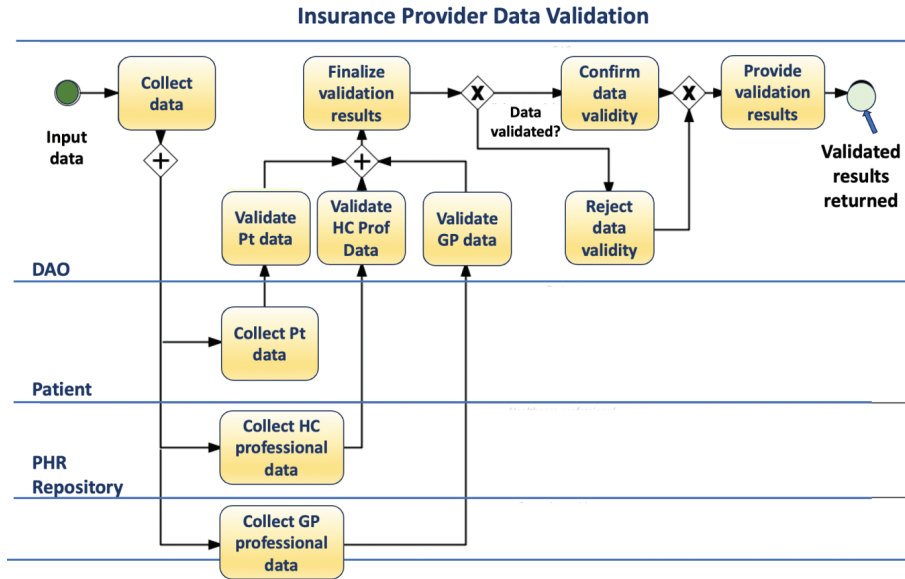 Insurance Provider Data Validation
Collect
data
Finalize
validation
results
Confirm
data
validity
Provide
validation
results
X
X
Data
validated?
Input
data
Validated
results
returned
Validate
Pt data
Validate
HC Prof
Data
Validate
GP data
Reject
data
validity
DAO
Collect Pt
data
Patient
Collect HC
professional
data
PHR
Repository
Collect GP
professional
data